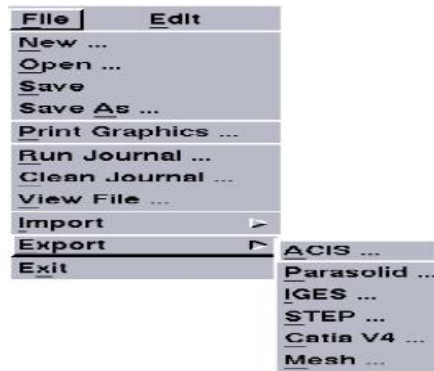 File Edit
New ...
Open ...
Save
Save As ...
Print Graphics ...
Run Journal ...
Clean Journal ...
View File ...
Import
Export
Exit
ACIS ...
Parasolid ...
IGES ...
STEP ...
Catia V4 ...
Mesh ...